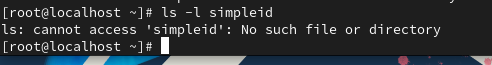 [root@localhost ~]# ls -l simpleid
ls: cannot access 'simpleid': No such file or directory
[root@localhost ~]#